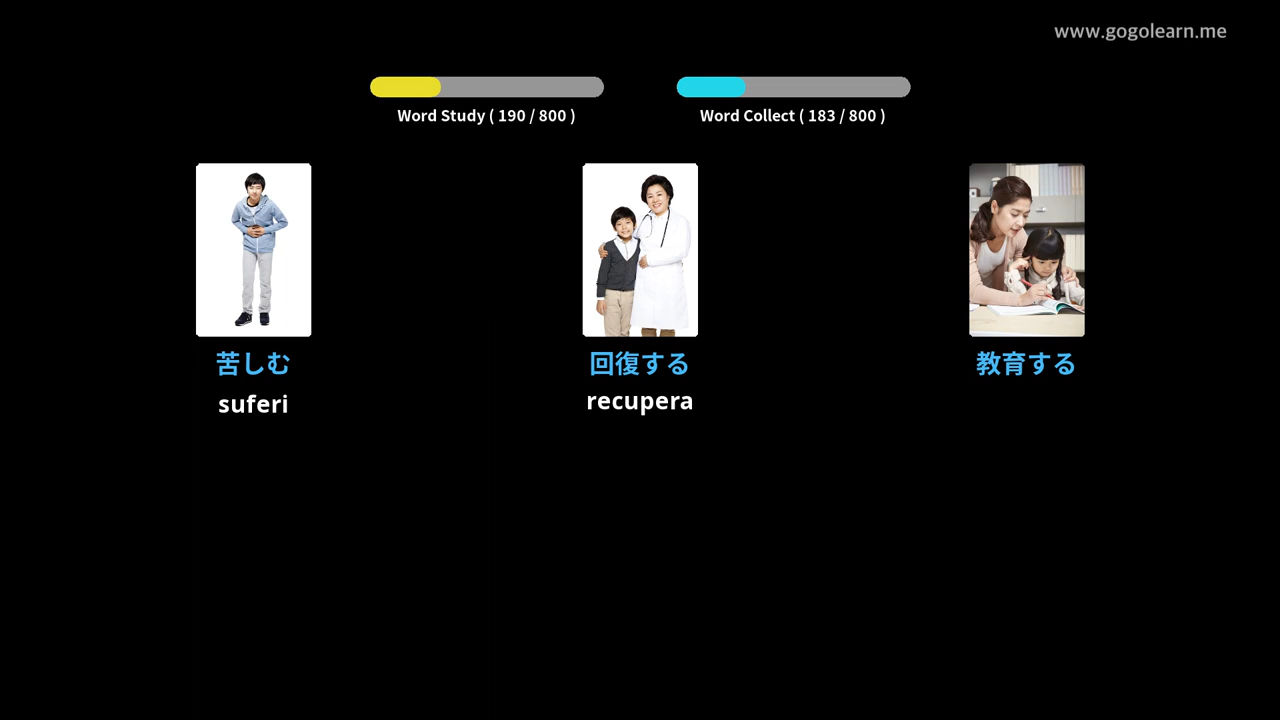 www.gogolearn.me
Word Study ( 190 / 800 )
Word Collect ( 183 / 800 )
苦しむ
回復する
教育する
suferi
recupera